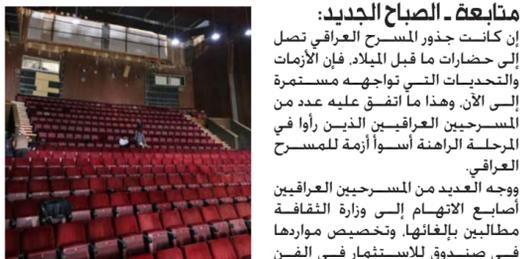 متابعة ـ الصباح الجديد:
إن كانت جذور المسرح العراقي تصل
إلى حضارات ما قبل الميلاد، فإن الأزمات
والتحديات التي تواجهه مستمرة
إلى الآن، وهذا ما اتفق عليه عدد من
المسرحيين العراقيين الذين رأوا في
المرحلة الراهنة أسوأ أزمة للمسرح
العراقي.
ووجه العديد من المسرحيين العراقيين
أصابع الاتهام إلى وزارة الثقافة
مطالبين بإلغائها، وتخصيص مواردها
في صندوق للاستثمار في الفن